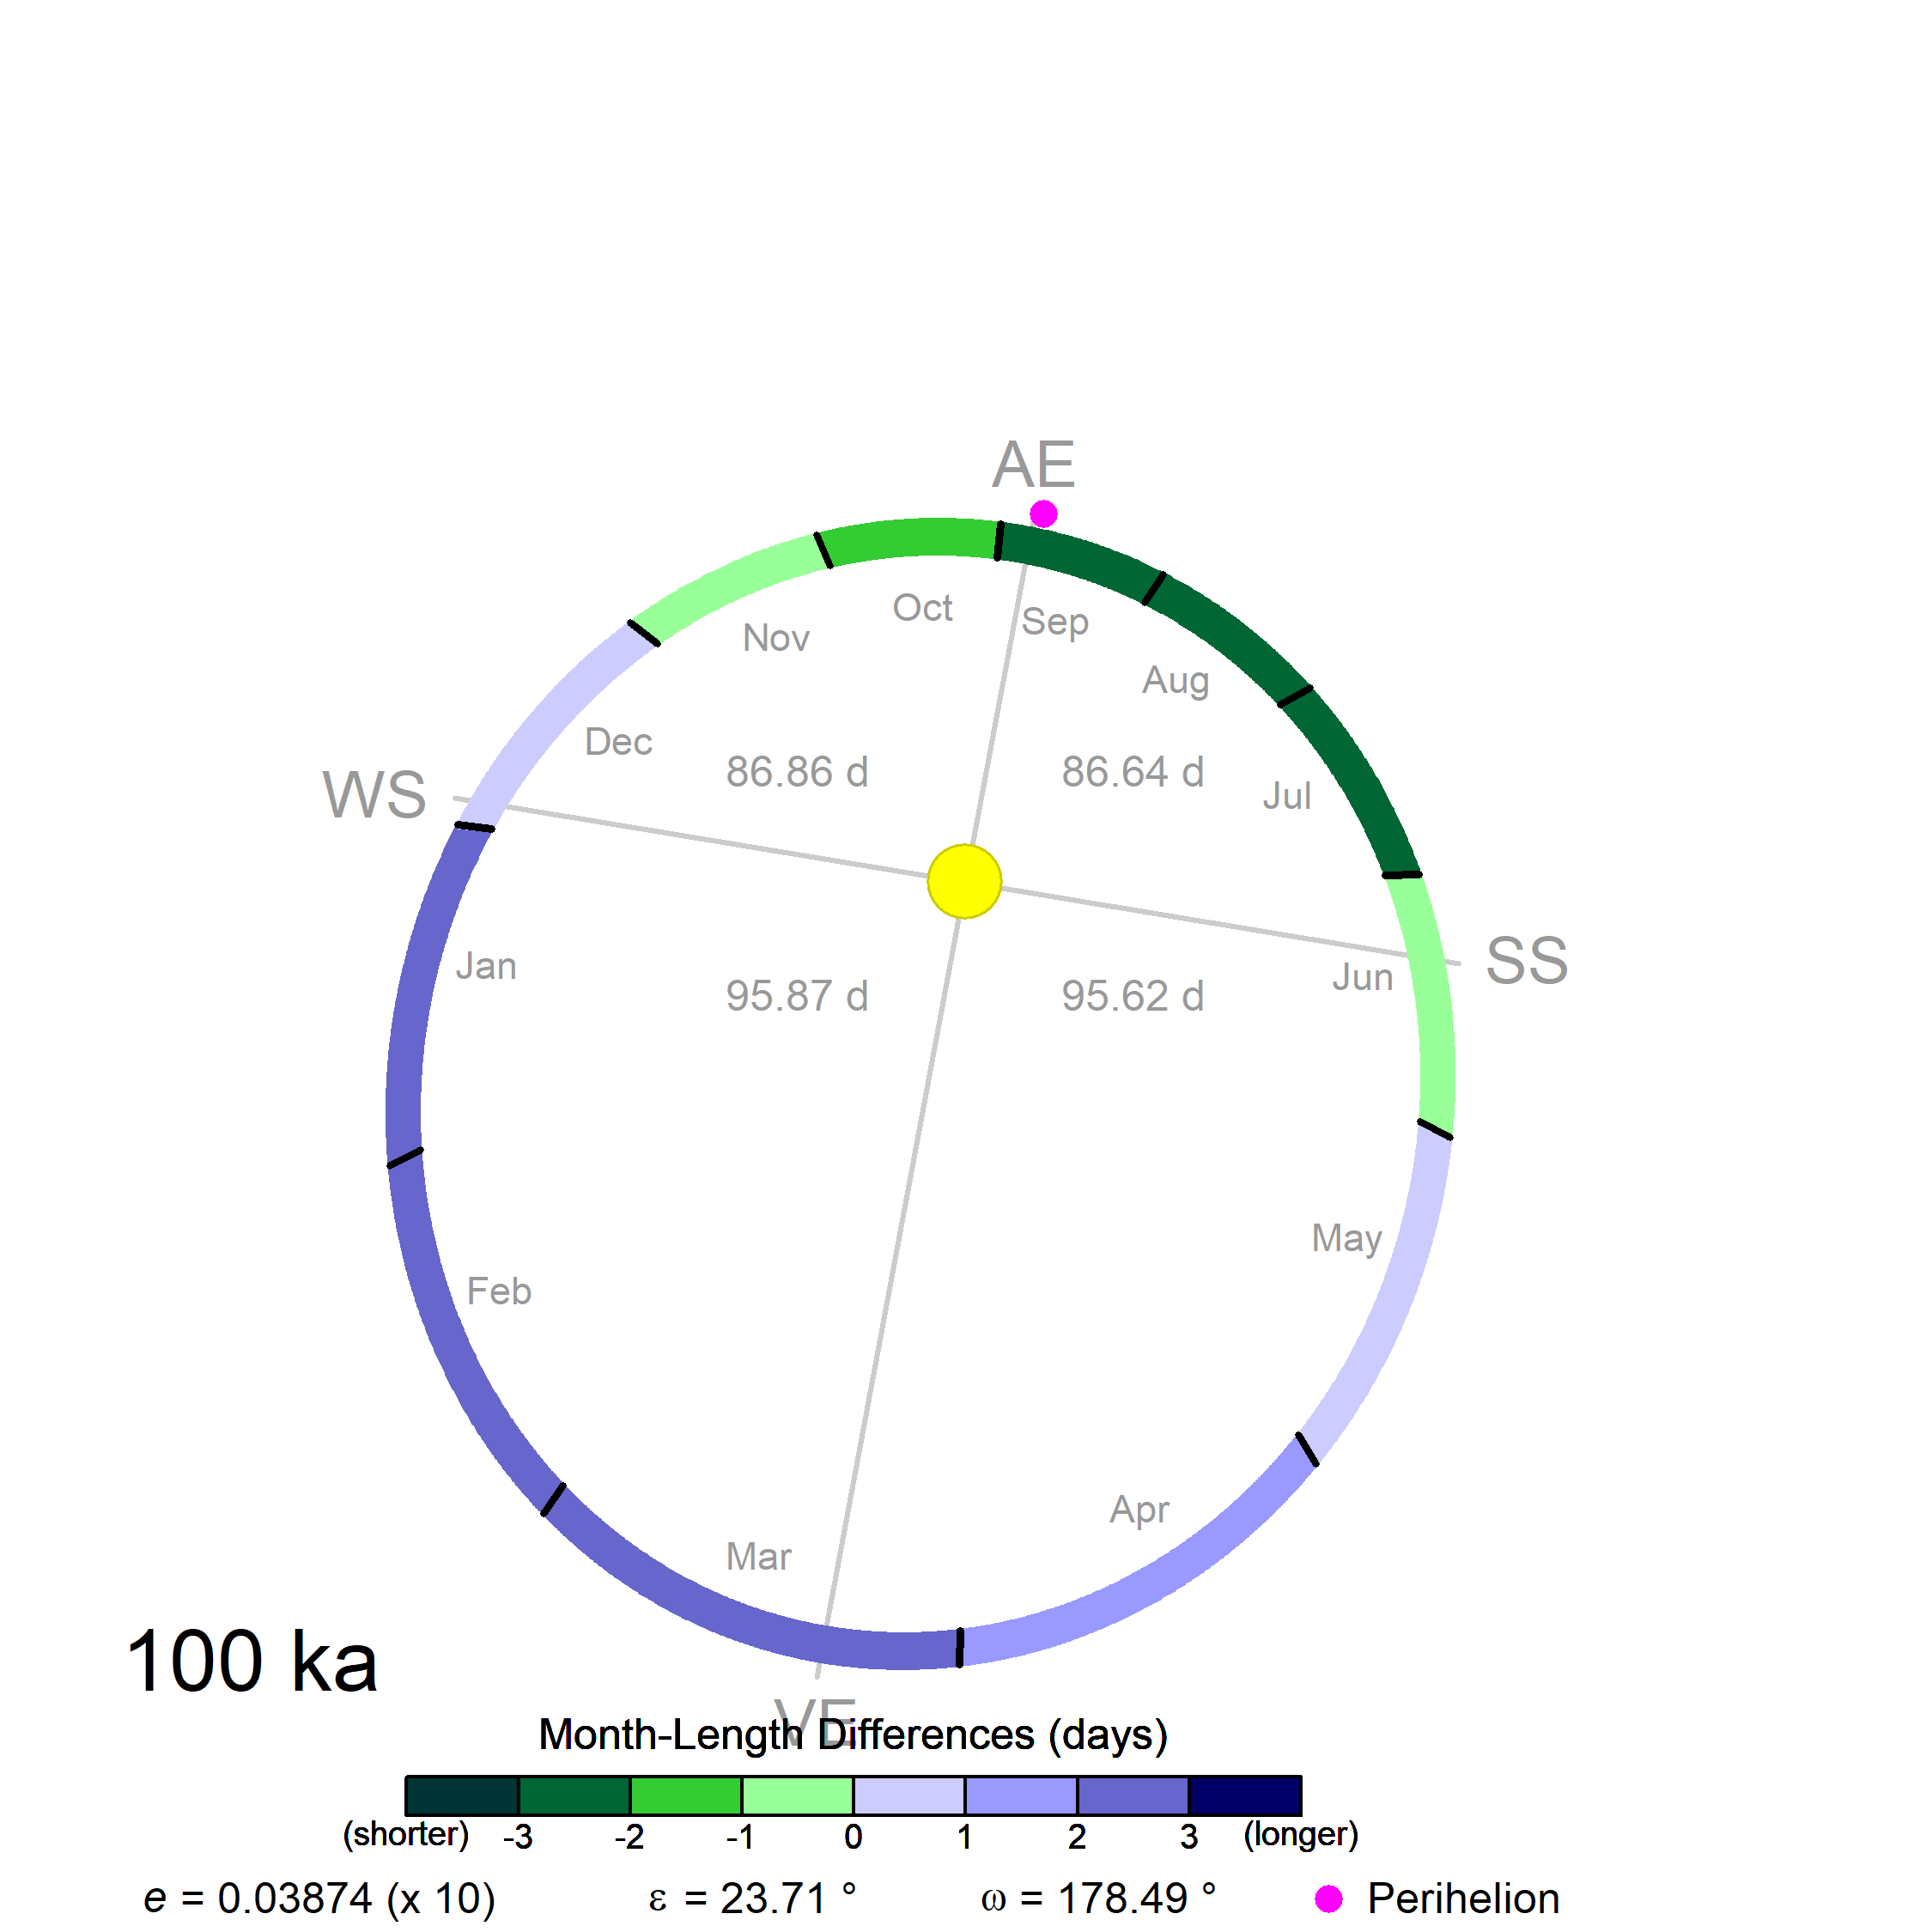 AE
Oct
Sep
Nov
Aug
Dec
86.86 d
86.64 d
WS
Jul
SS
Jan
Jun
95.87 d
95.62 d
May
Feb
Apr
Mar
100 ka
VE
Month-Length Differences (days)
(shorter) -3 -2 -1 0 1 2 3 (longer)
e = 0.03874 (x 10) ε = 23.71 ° ω = 178.49 ° Perihelion